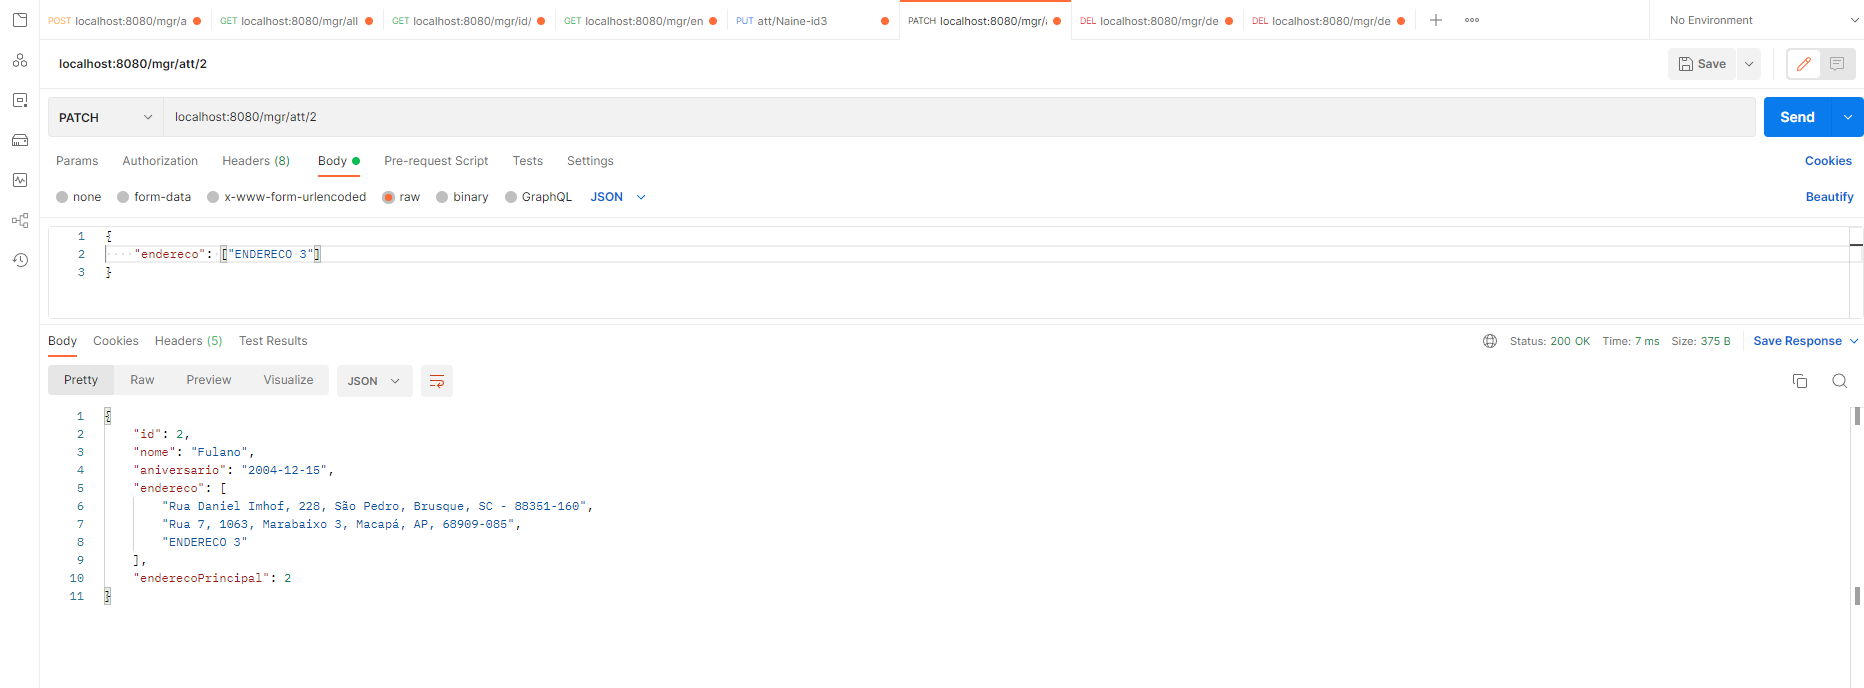 POST localhost:8080/mgr/a GET localhost:8080/mgr/all GET localhost:8080/mgr/id/ GET localhost:8080/mgr/en PUT att/Naine-id3 PATCH localhost:8080/mgr/a DEL localhost:8080/mgr/de DEL localhost:8080/mgr/de No Environment
localhost:8080/mgr/att/2 Save
PATCH localhost:8080/mgr/att/2 Send
Params Authorization Headers (8) Body Pre-request Script Tests Settings Cookies
none form-data x-www-form-urlencoded raw binary GraphQL JSON Beautify
1 {
2 "endereco": ["ENDERECO 3"]
3 }
Body Cookies Headers (5) Test Results Status: 200 OK Time: 7 ms Size: 375 B Save Response
Pretty Raw Preview Visualize JSON
1 {
2 "id": 2,
3 "nome": "Fulano",
4 "aniversario": "2004-12-15",
5 "endereco": [
6 "Rua Daniel Imhof, 228, São Pedro, Brusque, SC - 88351-160",
7 "Rua 7, 1063, Marabaixo 3, Macapá, AP, 68909-085",
8 "ENDERECO 3"
9 ],
10 "enderecoPrincipal": 2
11 }